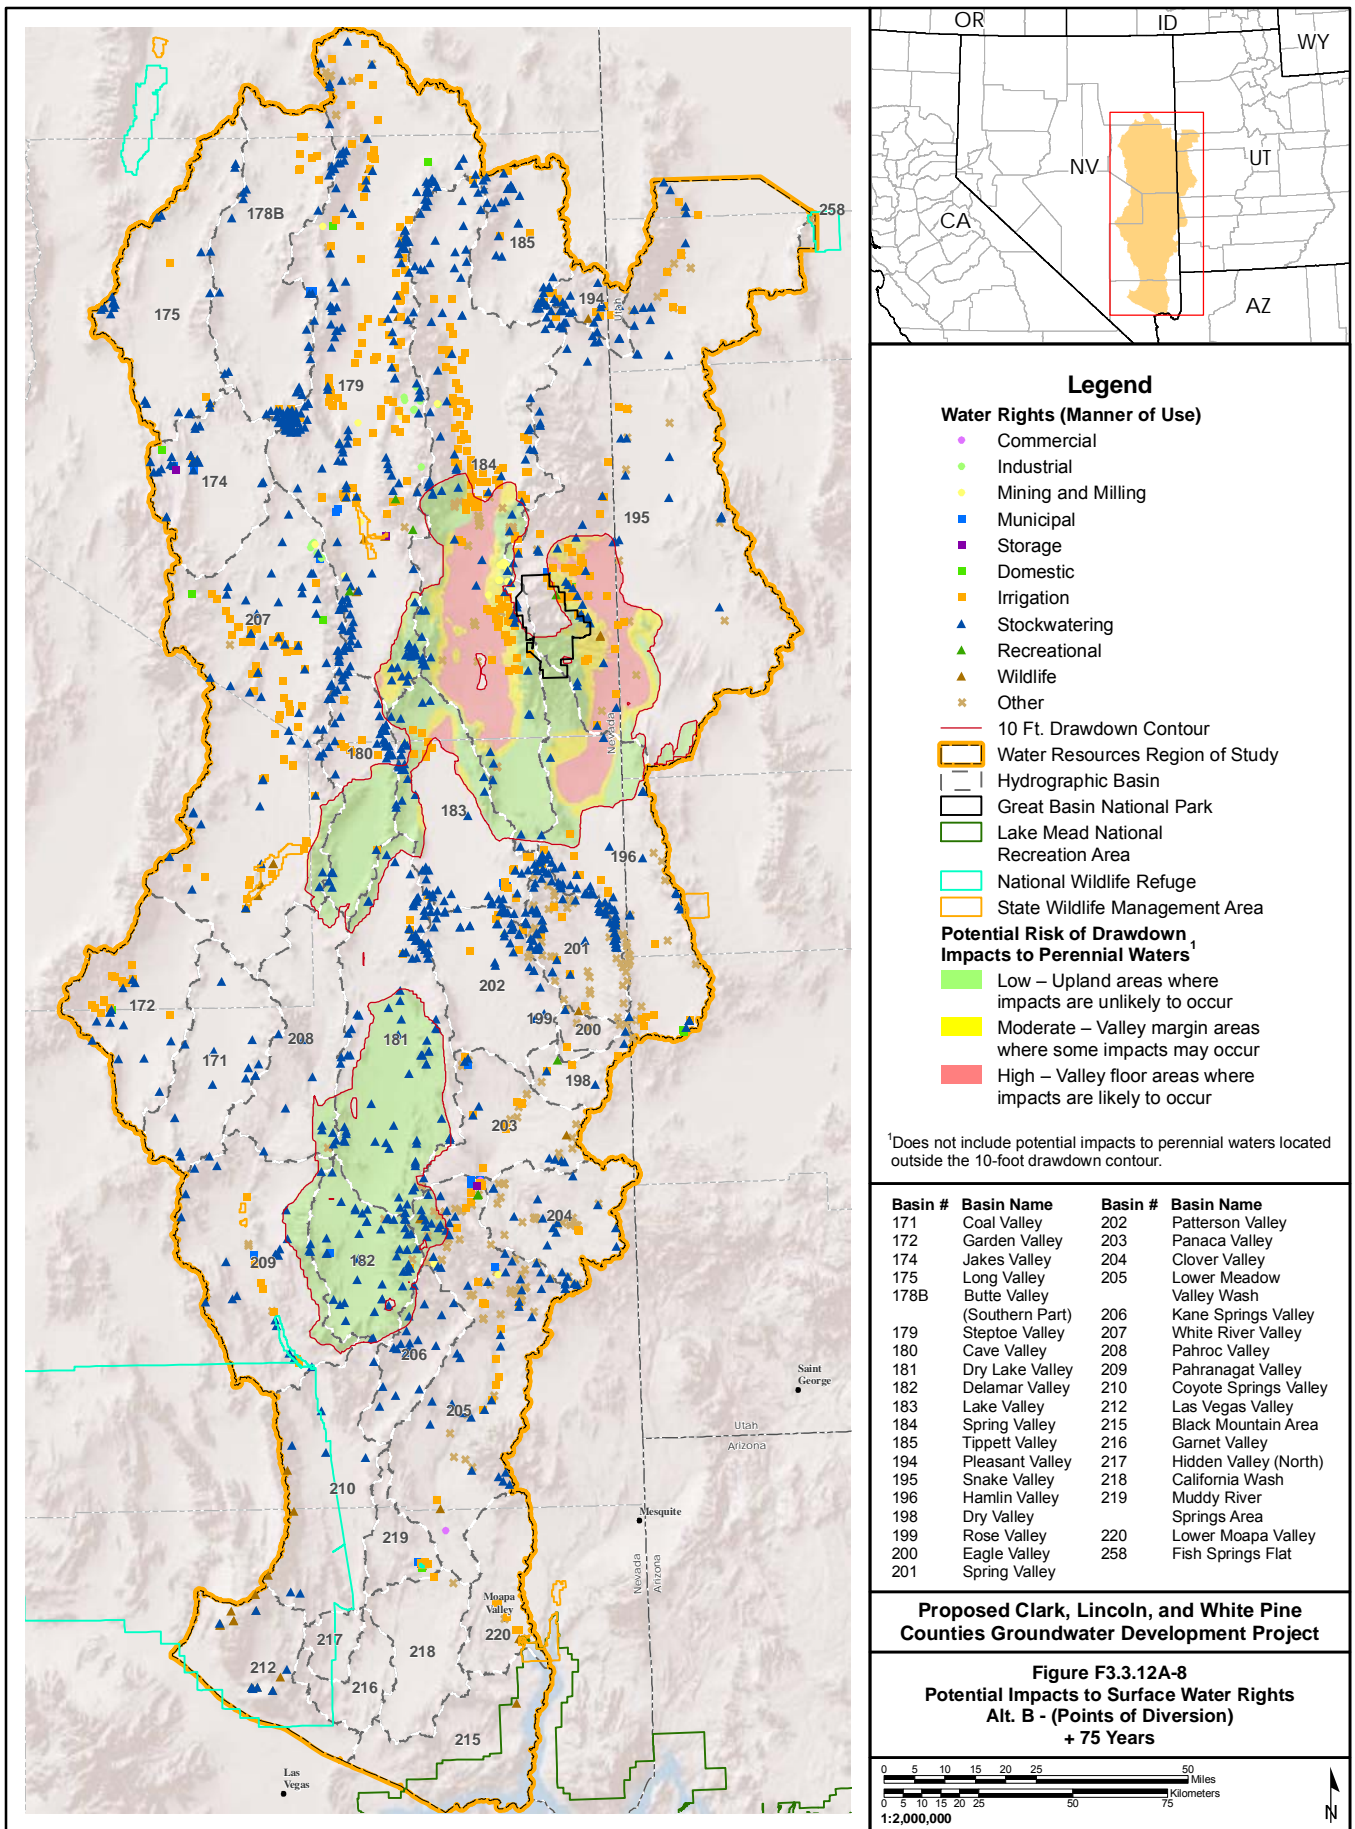 OR
ID
WY
NV
UT
CA
AZ
258
178B
185
194
Utah
175
179
184
174
195
207
Nevada
180
183
196
201
202
172
199
200
208
181
171
198
203
204
209
182
206
Saint
George
205
Utah
Arizona
210
Mesquite
219
Nevada
Arizona
Moapa
Valley
220
217
218
212
216
215
Las
Vegas
Legend
Water Rights (Manner of Use)
Commercial
Industrial
Mining and Milling
Municipal
Storage
Domestic
Irrigation
Stockwatering
Recreational
Wildlife
Other
10 Ft. Drawdown Contour
Water Resources Region of Study
Hydrographic Basin
Great Basin National Park
Lake Mead National
Recreation Area
National Wildlife Refuge
State Wildlife Management Area
Potential Risk of Drawdown
Impacts to Perennial Waters1
Low – Upland areas where
impacts are unlikely to occur
Moderate – Valley margin areas
where some impacts may occur
High – Valley floor areas where
impacts are likely to occur
1Does not include potential impacts to perennial waters located
outside the 10-foot drawdown contour.
Basin # Basin Name Basin # Basin Name
171 Coal Valley 202 Patterson Valley
172 Garden Valley 203 Panaca Valley
174 Jakes Valley 204 Clover Valley
175 Long Valley 205 Lower Meadow
178B Butte Valley Valley Wash
(Southern Part) 206 Kane Springs Valley
179 Steptoe Valley 207 White River Valley
180 Cave Valley 208 Pahroc Valley
181 Dry Lake Valley 209 Pahranagat Valley
182 Delamar Valley 210 Coyote Springs Valley
183 Lake Valley 212 Las Vegas Valley
184 Spring Valley 215 Black Mountain Area
185 Tippett Valley 216 Garnet Valley
194 Pleasant Valley 217 Hidden Valley (North)
195 Snake Valley 218 California Wash
196 Hamlin Valley 219 Muddy River
198 Dry Valley Springs Area
199 Rose Valley 220 Lower Moapa Valley
200 Eagle Valley 258 Fish Springs Flat
201 Spring Valley
Proposed Clark, Lincoln, and White Pine
Counties Groundwater Development Project
Figure F3.3.12A-8
Potential Impacts to Surface Water Rights
Alt. B - (Points of Diversion)
+ 75 Years
0 5 10 15 20 25 50
Miles
Kilometers
0 5 10 15 20 25 50 75
1:2,000,000
N